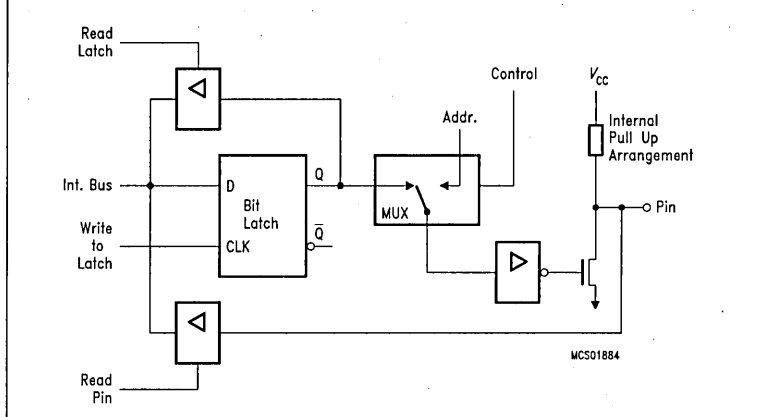 Read
Latch
Control
V_CC
Addr.
Internal
Pull Up
Arrangement
Int. Bus
D
Q
Bit
Latch
MUX
Pin
Write
to
Latch
CLK
Q̅
MCS01884
Read
Pin